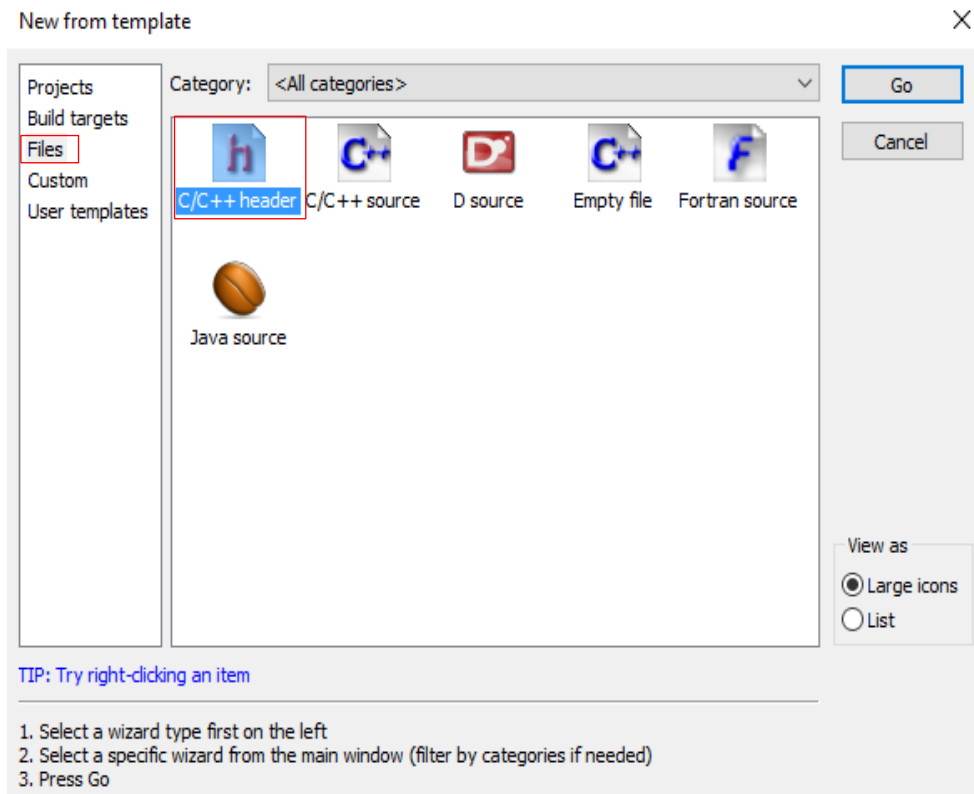 New from template
Projects
Build targets
Files
Custom
User templates
Category: <All categories>
Go
Cancel
C/C++ header C/C++ source D source Empty file Fortran source
Java source
View as
Large icons
List
TIP: Try right-clicking an item
1. Select a wizard type first on the left
2. Select a specific wizard from the main window (filter by categories if needed)
3. Press Go